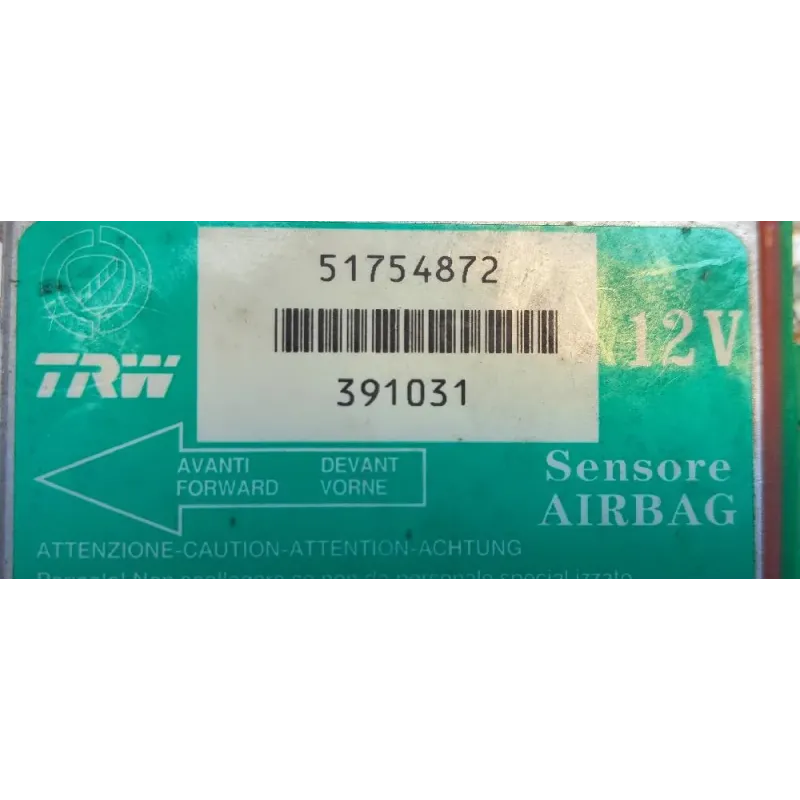 51754872
TRW
391031
12V
AVANTI DEVANT
FORWARD VORNE
Sensore
AIRBAG
ATTENZIONE-CAUTION-ATTENTION-ACHTUNG